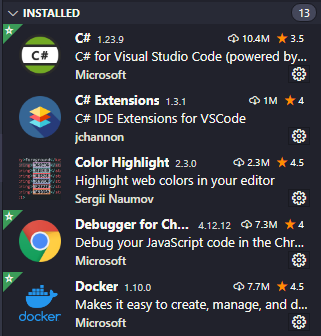 INSTALLED 13
C# 1.23.9 10.4M 3.5
C# for Visual Studio Code (powered by...
Microsoft
C# Extensions 1.3.1 1M 4
C# IDE Extensions for VSCode
jchannon
Color Highlight 2.3.0 2.3M 4.5
Highlight web colors in your editor
Sergii Naumov
Debugger for Ch... 4.12.12 7.3M 4
Debug your JavaScript code in the Chr...
Microsoft
Docker 1.10.0 7.7M 4.5
Makes it easy to create, manage, and d...
Microsoft
C#
docker